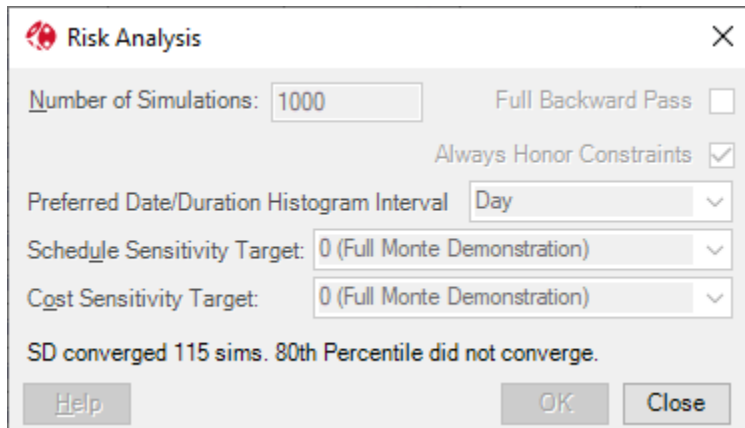 Risk Analysis
Number of Simulations: 1000 Full Backward Pass
Always Honor Constraints
Preferred Date/Duration Histogram Interval Day
Schedule Sensitivity Target: 0 (Full Monte Demonstration)
Cost Sensitivity Target: 0 (Full Monte Demonstration)
SD converged 115 sims. 80th Percentile did not converge.
Help OK Close